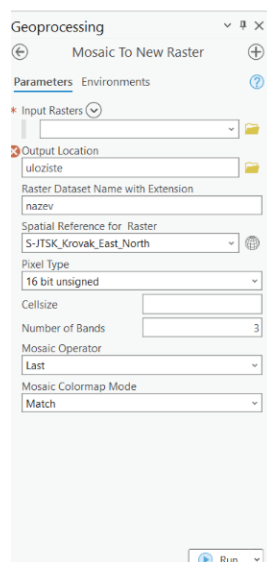 Geoprocessing
Mosaic To New Raster
Parameters Environments
* Input Rasters
Output Location
uloziste
Raster Dataset Name with Extension
nazev
Spatial Reference for Raster
S-JTSK_Krovak_East_North
Pixel Type
16 bit unsigned
Cellsize
Number of Bands 3
Mosaic Operator
Last
Mosaic Colormap Mode
Match
Run